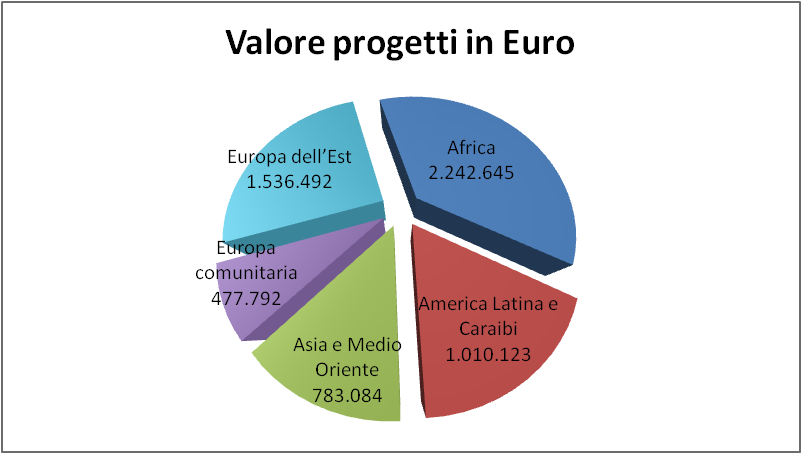 Valore progetti in Euro
Africa
2.242.645
Europa dell’Est
1.536.492
Europa
comunitaria
477.792
America Latina e
Caraibi
1.010.123
Asia e Medio
Oriente
783.084